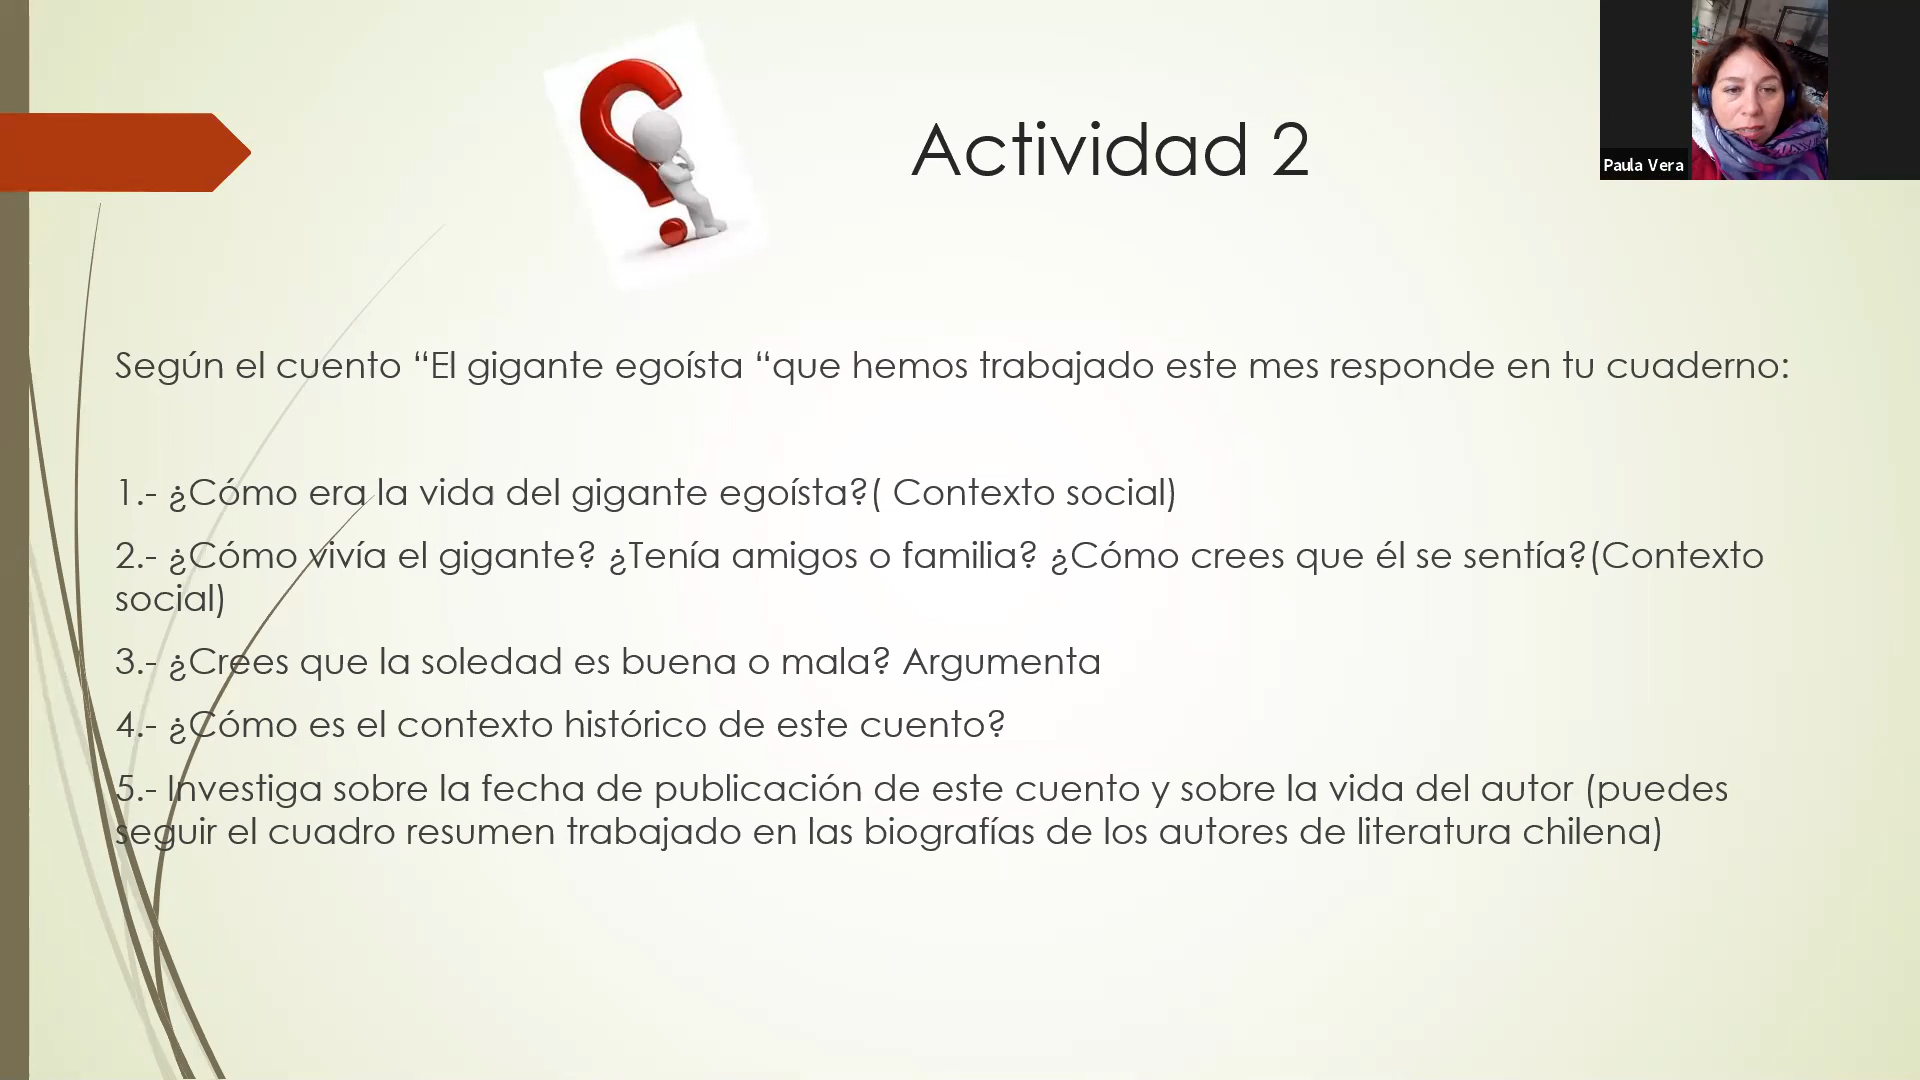 Actividad 2
Paula Vera
Según el cuento “El gigante egoísta “que hemos trabajado este mes responde en tu cuaderno:
1.- ¿Cómo era la vida del gigante egoísta?( Contexto social)
2.- ¿Cómo vivía el gigante? ¿Tenía amigos o familia? ¿Cómo crees que él se sentía?(Contexto
social)
3.- ¿Crees que la soledad es buena o mala? Argumenta
4.- ¿Cómo es el contexto histórico de este cuento?
5.- Investiga sobre la fecha de publicación de este cuento y sobre la vida del autor (puedes
seguir el cuadro resumen trabajado en las biografías de los autores de literatura chilena)